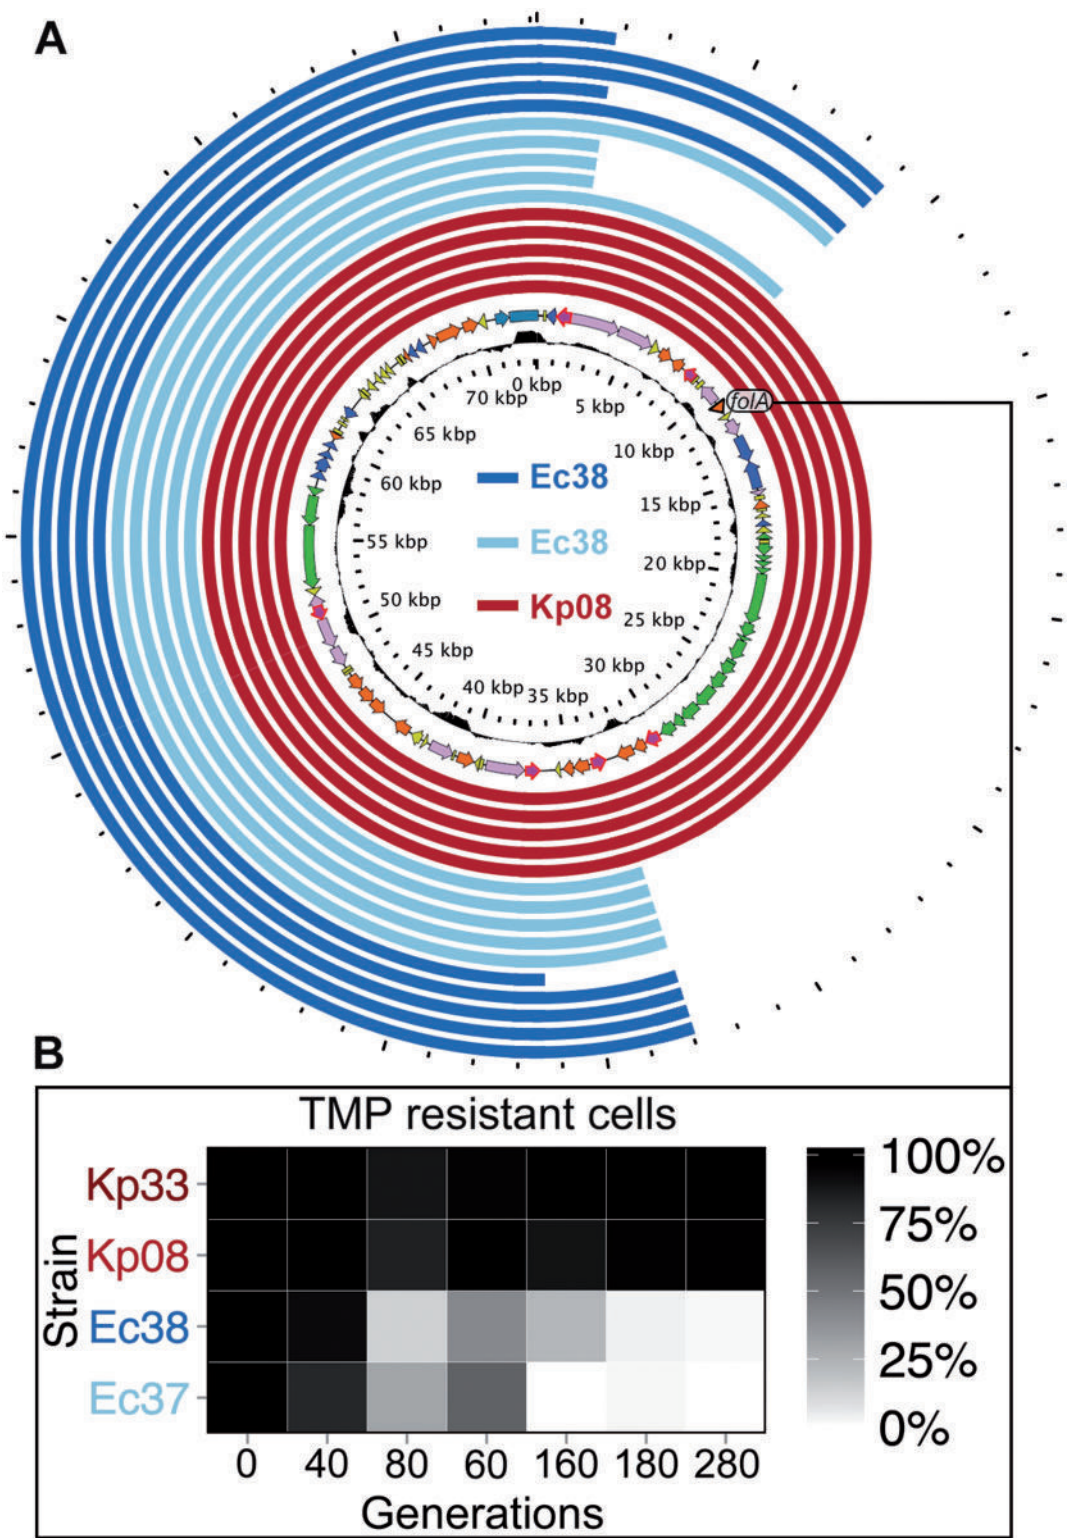 A
0 kbp
5 kbp
10 kbp
15 kbp
20 kbp
25 kbp
30 kbp
35 kbp
40 kbp
45 kbp
50 kbp
55 kbp
60 kbp
65 kbp
70 kbp
folA
Ec38
Ec38
Kp08
B
TMP resistant cells
Strain
Kp33
Kp08
Ec38
Ec37
0 40 80 60 160 180 280
Generations
100%
75%
50%
25%
0%